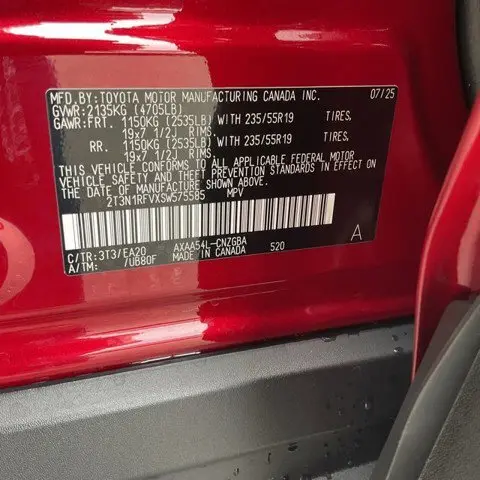 MFD.BY:TOYOTA MOTOR MANUFACTURING CANADA INC. 07/25
GVWR:2135KG (4705LB)
GAWR:FRT. 1150KG (2535LB) WITH 235/55R19 TIRES,
19x7 1/2J RIMS
RR. 1150KG (2535LB) WITH 235/55R19 TIRES,
19x7 1/2J RIMS
THIS VEHICLE CONFORMS TO ALL APPLICABLE FEDERAL MOTOR
VEHICLE SAFETY AND THEFT PREVENTION STANDARDS IN EFFECT ON
THE DATE OF MANUFACTURE SHOWN ABOVE.
2T3N1RFVXSW575585 MPV
C/TR:3T3/EA20 AXAA54L-CNZGBA 520 A
A/TM: /UB80F MADE IN CANADA